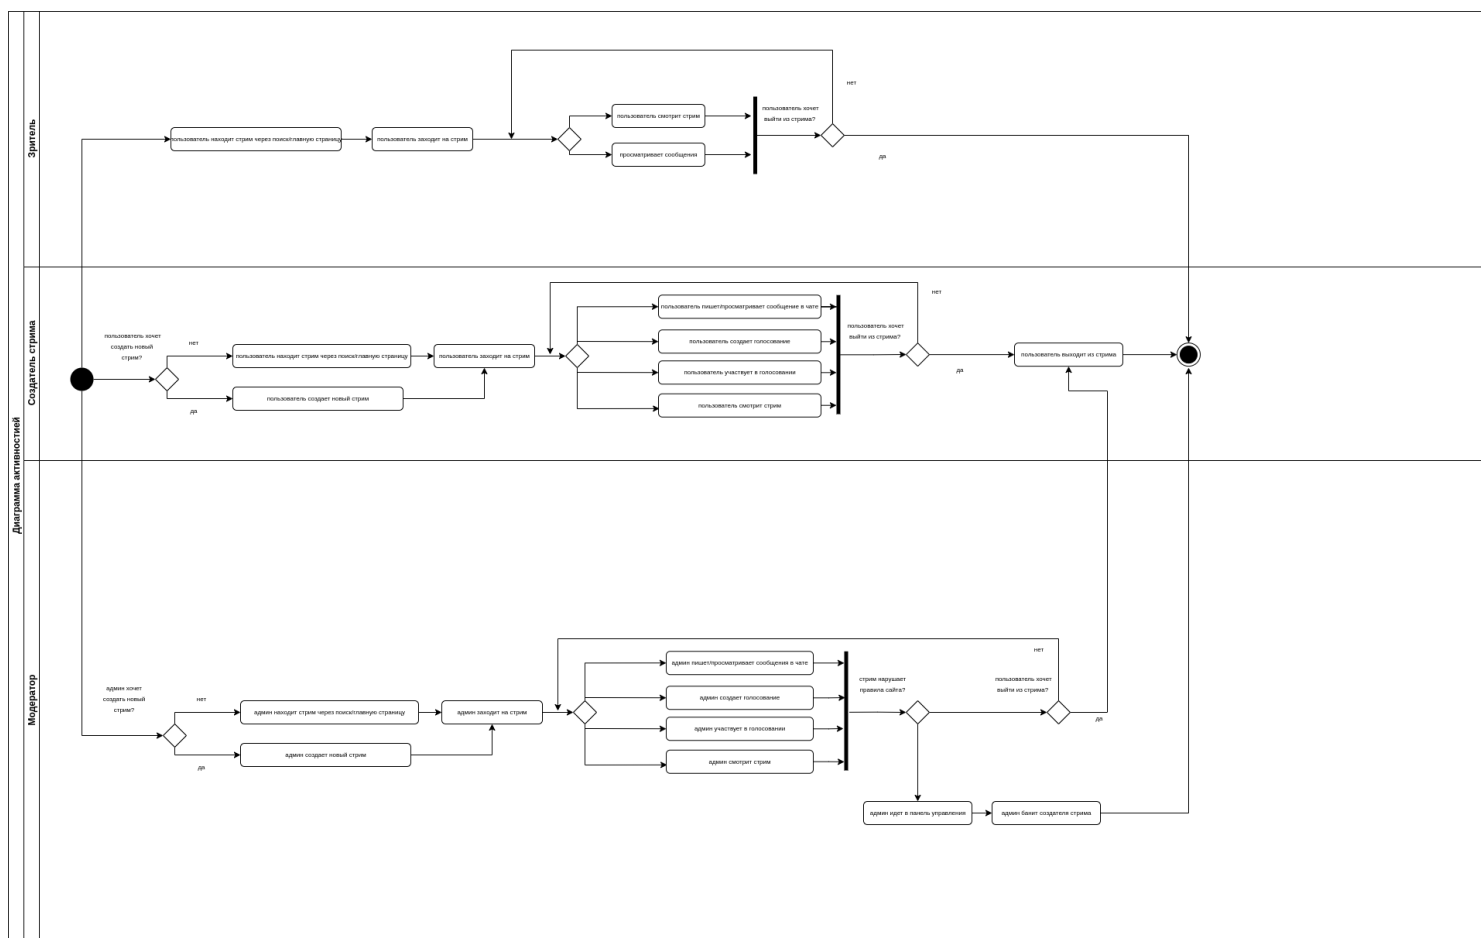 Диаграмма активностией
Зритель
пользователь находит стрим через поиск/главную страницу
пользователь заходит на стрим
пользователь смотрит стрим
просматривает сообщения
пользователь хочет
выйти из стрима?
нет
да
Создатель стрима
пользователь хочет
создать новый
стрим?
нет
да
пользователь находит стрим через поиск/главную страницу
пользователь создает новый стрим
пользователь заходит на стрим
пользователь пишет/просматривает сообщение в чате
пользователь создает голосование
пользователь участвует в голосовании
пользователь смотрит стрим
пользователь хочет
выйти из стрима?
нет
да
пользователь выходит из стрима
Модератор
админ хочет
создать новый
стрим?
нет
да
админ находит стрим через поиск/главную страницу
админ создает новый стрим
админ заходит на стрим
админ пишет/просматривает сообщения в чате
админ создает голосование
админ участвует в голосовании
админ смотрит стрим
стрим нарушает
правила сайта?
пользователь хочет
выйти из стрима?
нет
да
админ идет в панель управления
админ банит создателя стрима